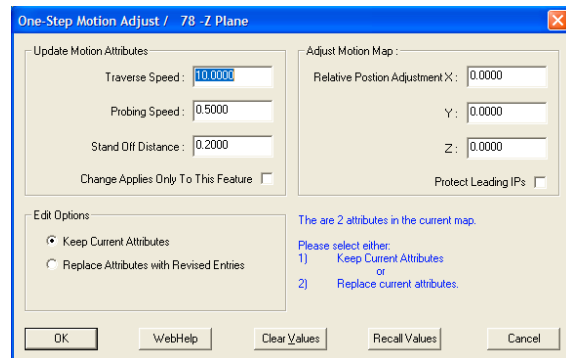 One-Step Motion Adjust / 78 -Z Plane
Update Motion Attributes
Traverse Speed : 10.0000
Probing Speed : 0.5000
Stand Off Distance : 0.2000
Change Applies Only To This Feature
Adjust Motion Map :
Relative Postion Adjustment X : 0.0000
Y : 0.0000
Z : 0.0000
Protect Leading IPs
Edit Options
Keep Current Attributes
Replace Attributes with Revised Entries
The are 2 attributes in the current map.
Please select either:
1) Keep Current Attributes
or
2) Replace current attributes.
OK WebHelp Clear Values Recall Values Cancel